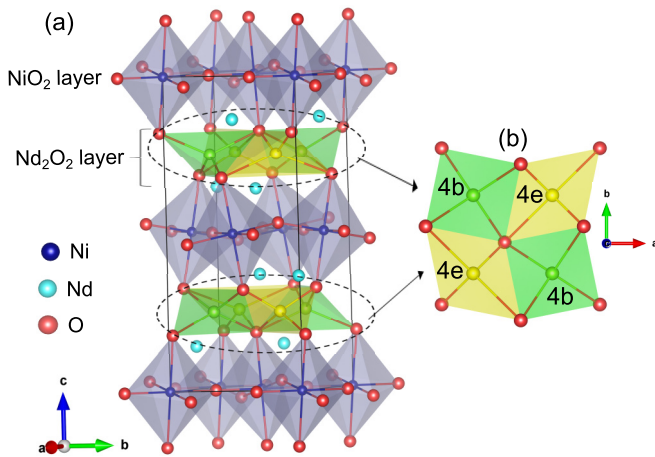 (a)
NiO₂ layer
Nd₂O₂ layer
(b)
4b
4e
4e
4b
b
a
Ni
Nd
O
c
a
b